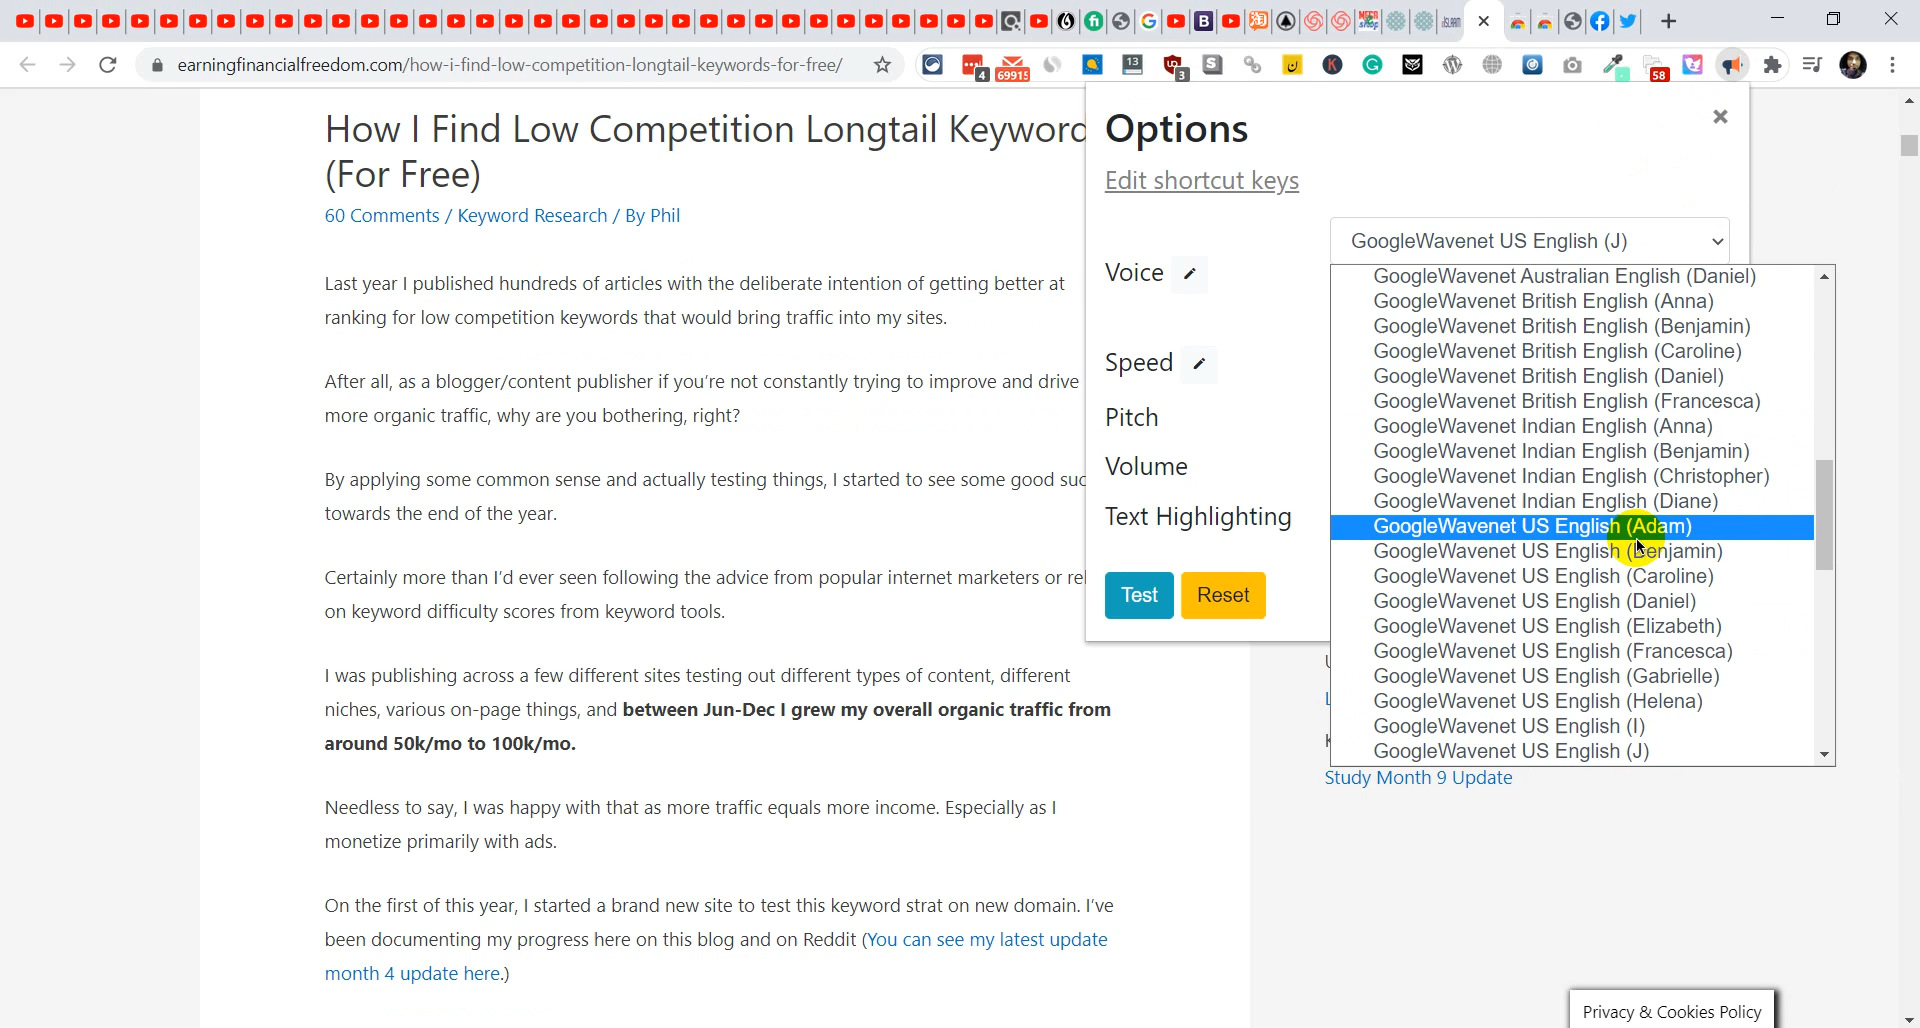 earningfinancialfreedom.com/how-i-find-low-competition-longtail-keywords-for-free/
4
69915
13
3
58
How I Find Low Competition Longtail Keyword
(For Free)
60 Comments / Keyword Research / By Phil
Last year I published hundreds of articles with the deliberate intention of getting better at
ranking for low competition keywords that would bring traffic into my sites.
After all, as a blogger/content publisher if you're not constantly trying to improve and drive
more organic traffic, why are you bothering, right?
By applying some common sense and actually testing things, I started to see some good suc
towards the end of the year.
Certainly more than I'd ever seen following the advice from popular internet marketers or rel
on keyword difficulty scores from keyword tools.
I was publishing across a few different sites testing out different types of content, different
niches, various on-page things, and between Jun-Dec I grew my overall organic traffic from
around 50k/mo to 100k/mo.
Needless to say, I was happy with that as more traffic equals more income. Especially as I
monetize primarily with ads.
On the first of this year, I started a brand new site to test this keyword strat on new domain. I've
been documenting my progress here on this blog and on Reddit (You can see my latest update
month 4 update here.)
Options
Edit shortcut keys
Voice
GoogleWavenet US English (J)
Speed
Pitch
Volume
Text Highlighting
Test
Reset
GoogleWavenet Australian English (Daniel)
GoogleWavenet British English (Anna)
GoogleWavenet British English (Benjamin)
GoogleWavenet British English (Caroline)
GoogleWavenet British English (Daniel)
GoogleWavenet British English (Francesca)
GoogleWavenet Indian English (Anna)
GoogleWavenet Indian English (Benjamin)
GoogleWavenet Indian English (Christopher)
GoogleWavenet Indian English (Diane)
GoogleWavenet US English (Adam)
GoogleWavenet US English (Benjamin)
GoogleWavenet US English (Caroline)
GoogleWavenet US English (Daniel)
GoogleWavenet US English (Elizabeth)
GoogleWavenet US English (Francesca)
GoogleWavenet US English (Gabrielle)
GoogleWavenet US English (Helena)
GoogleWavenet US English (I)
GoogleWavenet US English (J)
Study Month 9 Update
Privacy & Cookies Policy